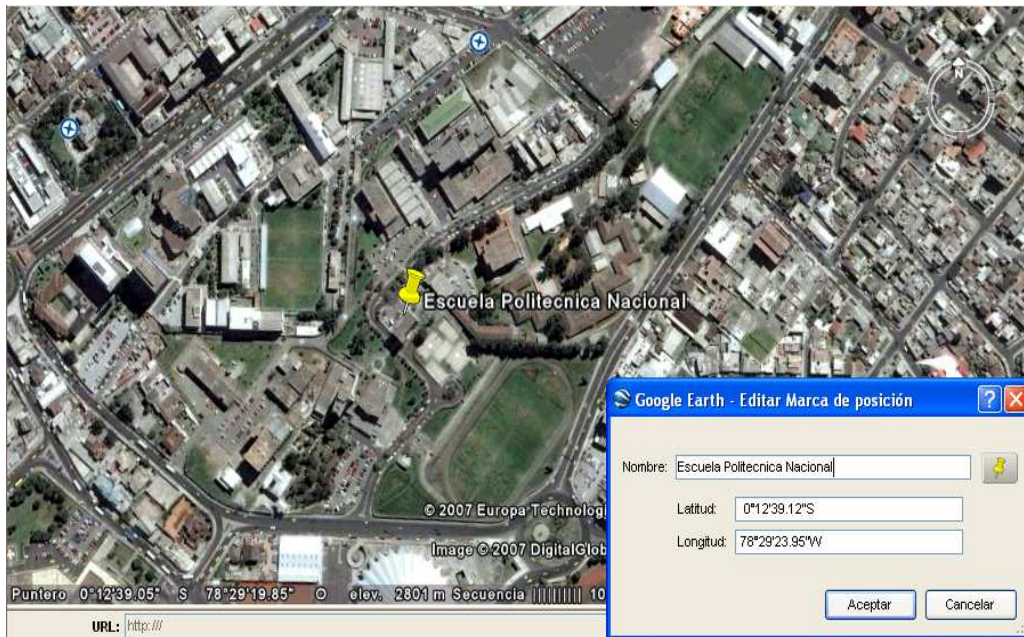 N
Escuela Politecnica Nacional
© 2007 Europa Technologi
Image © 2007 DigitalGlob
Puntero 0°12'39.05" S 78°29'19.85" O elev. 2801 m Secuencia |||||||||| 10
URL: http:///
Google Earth - Editar Marca de posición
Nombre: Escuela Politecnica Nacional
Latitud: 0°12'39.12"S
Longitud: 78°29'23.95"W
Aceptar Cancelar